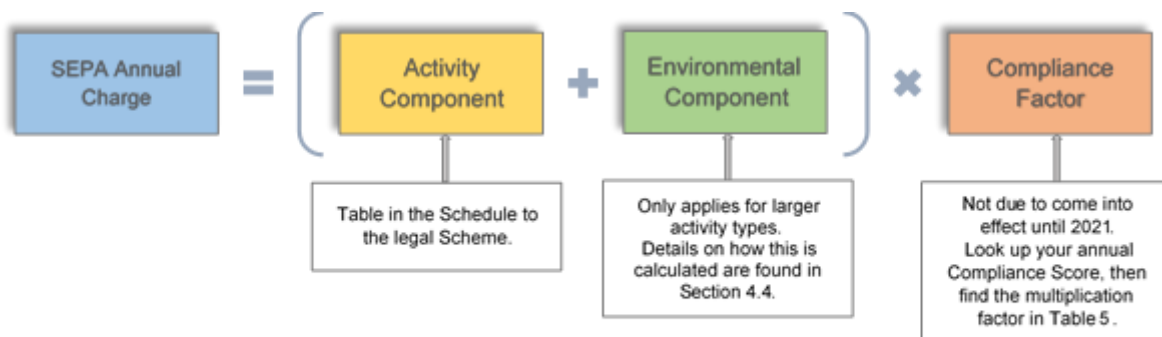 SEPA Annual
Charge
=
(
Activity
Component
+
Environmental
Component
)
×
Compliance
Factor
Table in the Schedule to
the legal Scheme.
Only applies for larger
activity types.
Details on how this is
calculated are found in
Section 4.4.
Not due to come into
effect until 2021.
Look up your annual
Compliance Score, then
find the multiplication
factor in Table 5 .